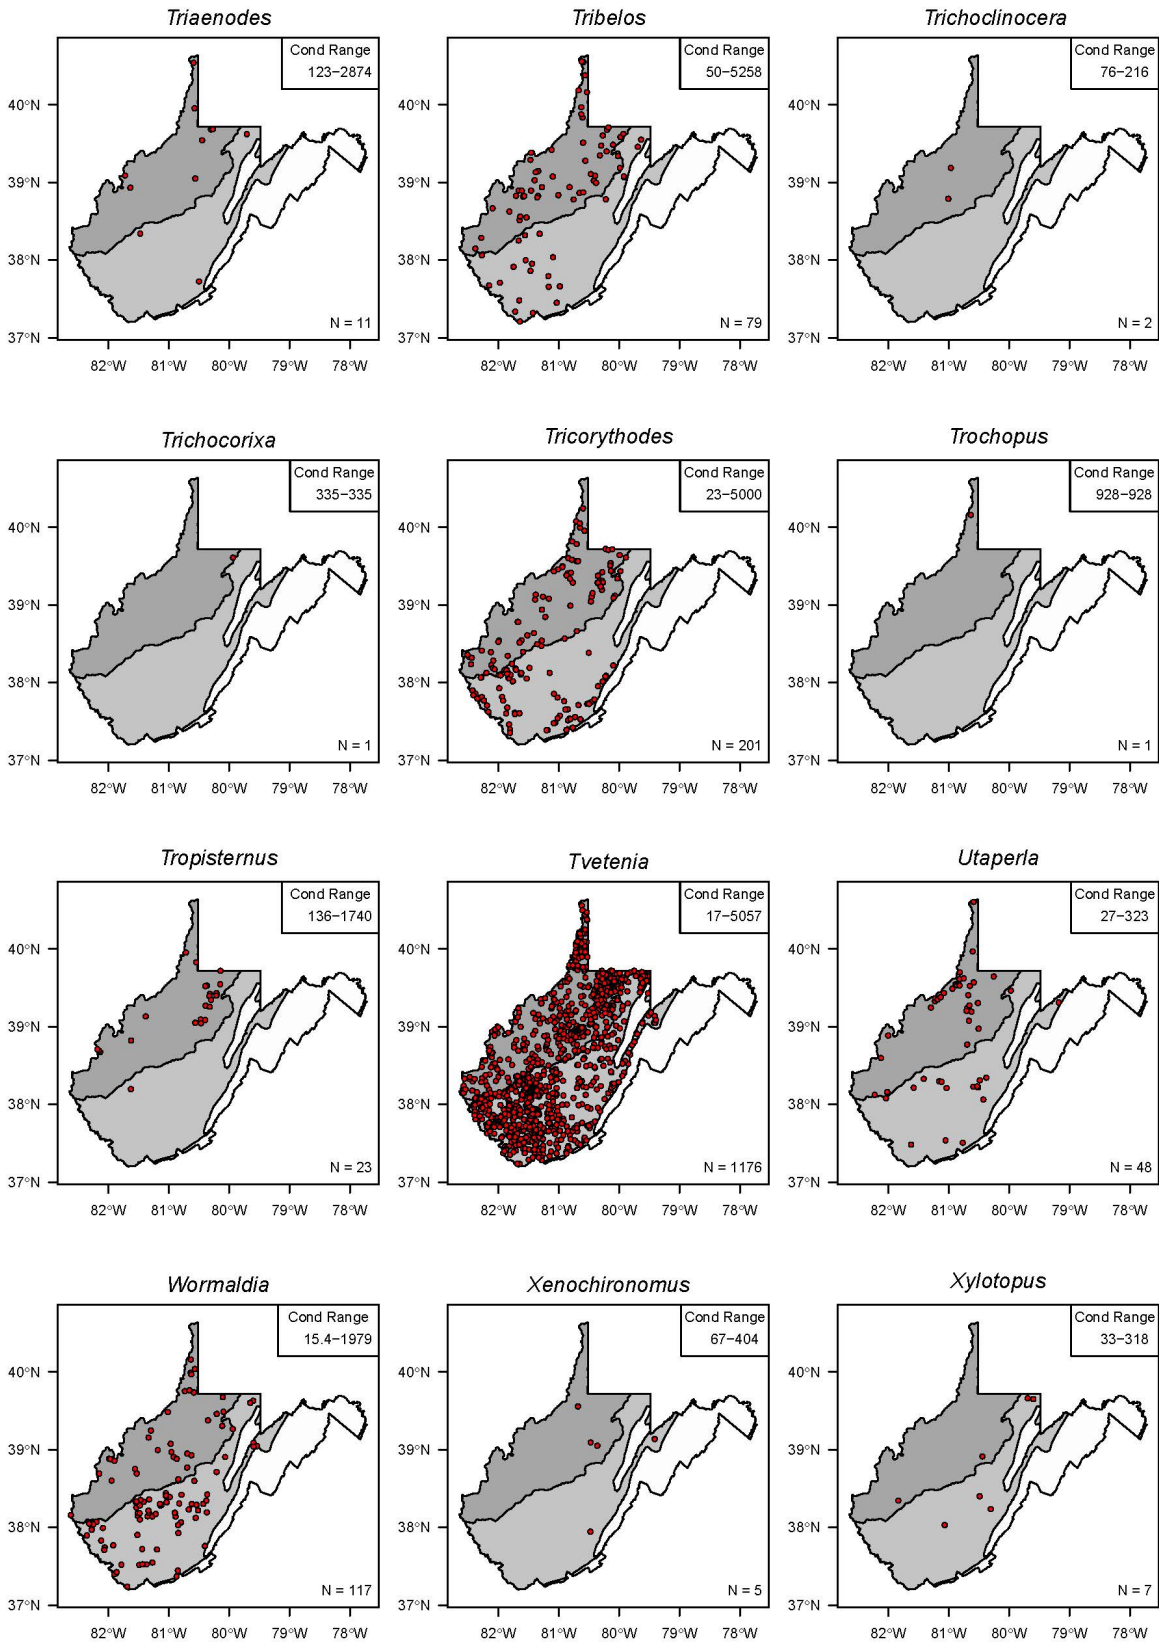 Triaenodes
Cond Range
123−2874
40°N
39°N
38°N
37°N
N = 11
82°W 81°W 80°W 79°W 78°W
Tribelos
Cond Range
50−5258
40°N
39°N
38°N
37°N
N = 79
82°W 81°W 80°W 79°W 78°W
Trichoclinocera
Cond Range
76−216
40°N
39°N
38°N
37°N
N = 2
82°W 81°W 80°W 79°W 78°W
Trichocorixa
Cond Range
335−335
40°N
39°N
38°N
37°N
N = 1
82°W 81°W 80°W 79°W 78°W
Tricorythodes
Cond Range
23−5000
40°N
39°N
38°N
37°N
N = 201
82°W 81°W 80°W 79°W 78°W
Trochopus
Cond Range
928−928
40°N
39°N
38°N
37°N
N = 1
82°W 81°W 80°W 79°W 78°W
Tropisternus
Cond Range
136−1740
40°N
39°N
38°N
37°N
N = 23
82°W 81°W 80°W 79°W 78°W
Tvetenia
Cond Range
17−5057
40°N
39°N
38°N
37°N
N = 1176
82°W 81°W 80°W 79°W 78°W
Utaperla
Cond Range
27−323
40°N
39°N
38°N
37°N
N = 48
82°W 81°W 80°W 79°W 78°W
Wormaldia
Cond Range
15.4−1979
40°N
39°N
38°N
37°N
N = 117
82°W 81°W 80°W 79°W 78°W
Xenochironomus
Cond Range
67−404
40°N
39°N
38°N
37°N
N = 5
82°W 81°W 80°W 79°W 78°W
Xylotopus
Cond Range
33−318
40°N
39°N
38°N
37°N
N = 7
82°W 81°W 80°W 79°W 78°W